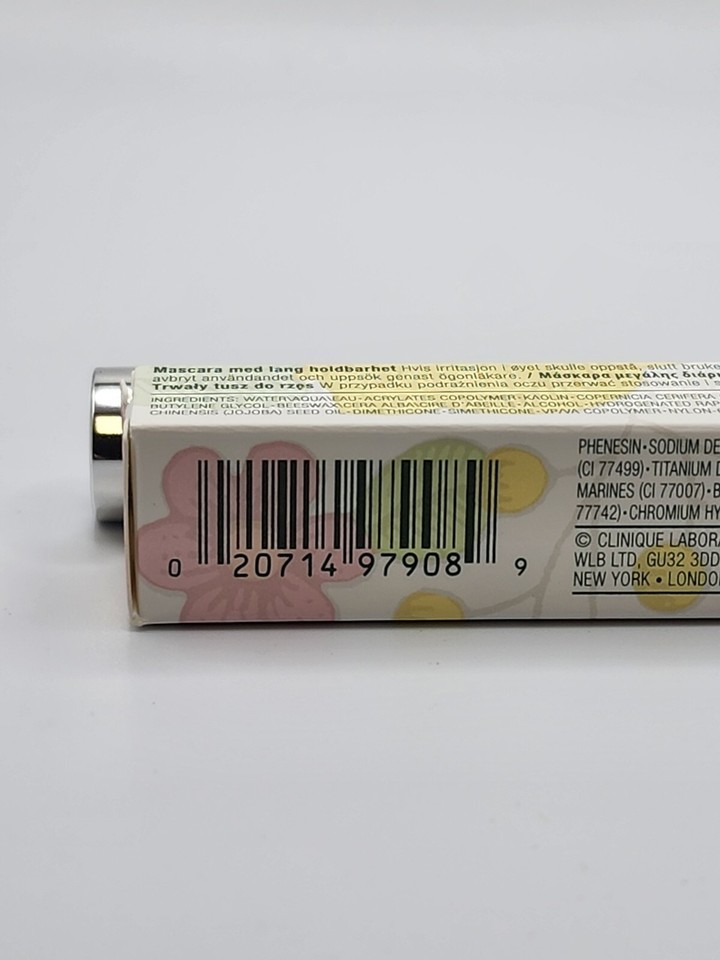 Mascara med lang holdbarhet Hvis irritasjon i øyet skulle oppstå, slutt
avbryt användandet och uppsök genast ögonläkare. / Μάσκαρα μεγάλης
Trwały tusz do rzęs W przypadku podrażnienia oczu przerwać stosowanie i
INGREDIENTS: WATER\AQUA\EAU•ACRYLATES COPOLYMER•KAOLIN•COPERNICIA CERIFERA
BUTYLENE GLYCOL•BEESWAX\CERA ALBA\CIRE D'ABEILLE•ALCOHOL•HYDROGENATED
CHINENSIS (JOJOBA) SEED OIL•DIMETHICONE•SIMETHICONE•VP/VA COPOLYMER•NYLON-
PHENESIN•SODIUM DE
(CI 77499)•TITANIUM D
MARINES (CI 77007)•B
77742)•CHROMIUM HY
© CLINIQUE LABORA
WLB LTD, GU32 3DD
NEW YORK • LONDO
0 20714 97908 9